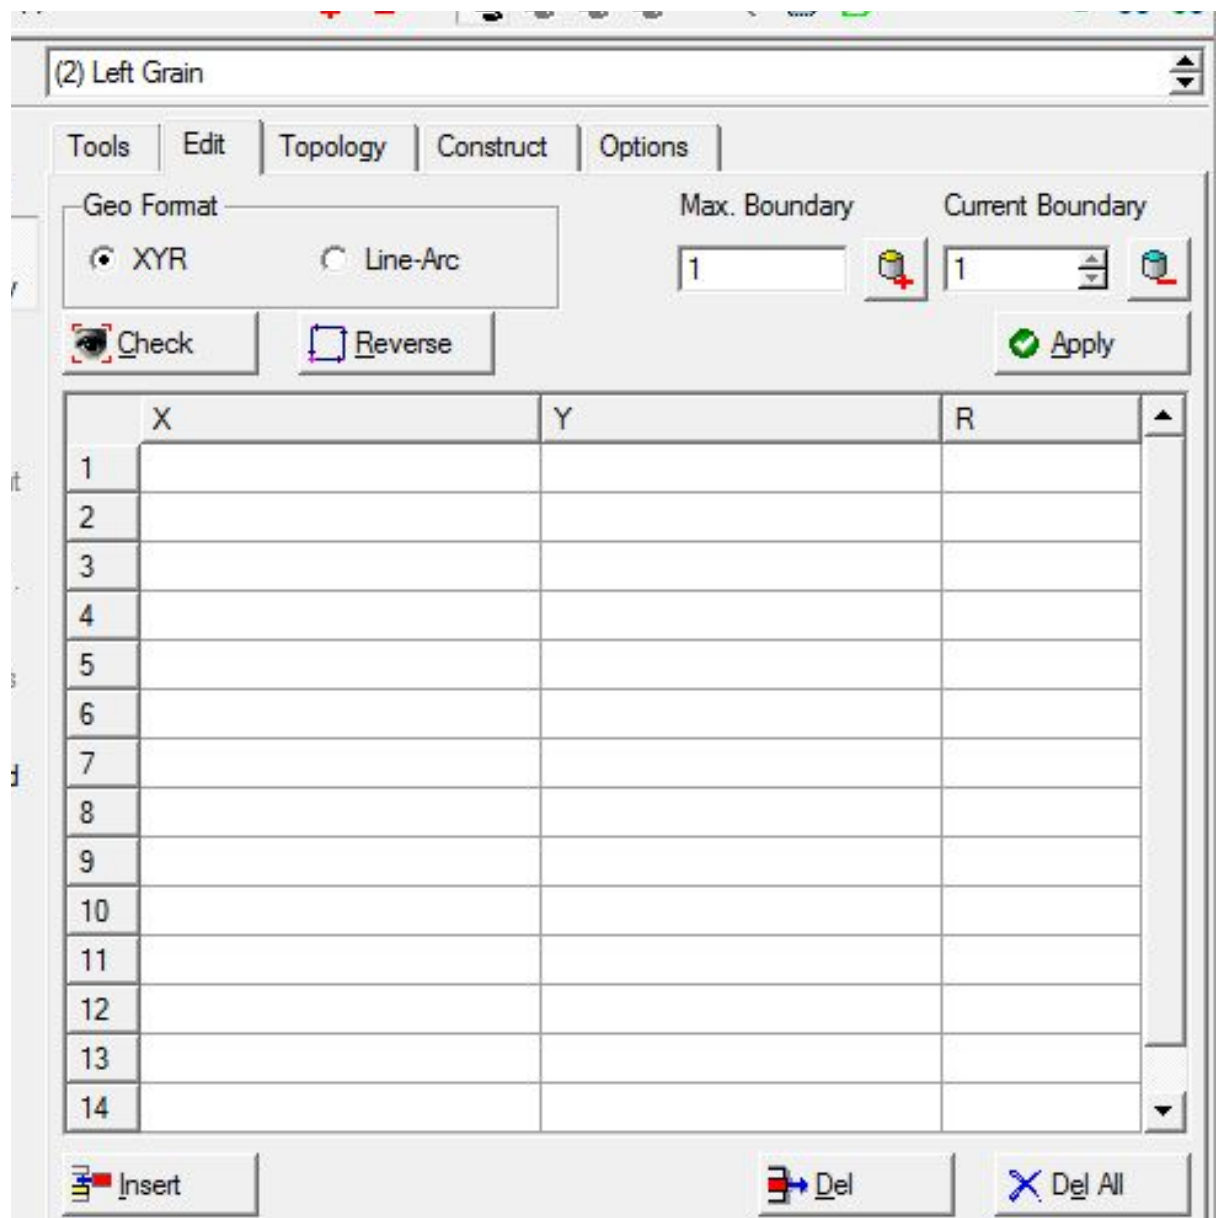 (2) Left Grain
Tools Edit Topology Construct Options
Geo Format Max. Boundary Current Boundary
XYR Line-Arc 1 1
Check Reverse Apply
X Y R
1
2
3
4
5
6
7
8
9
10
11
12
13
14
Insert Del Del All